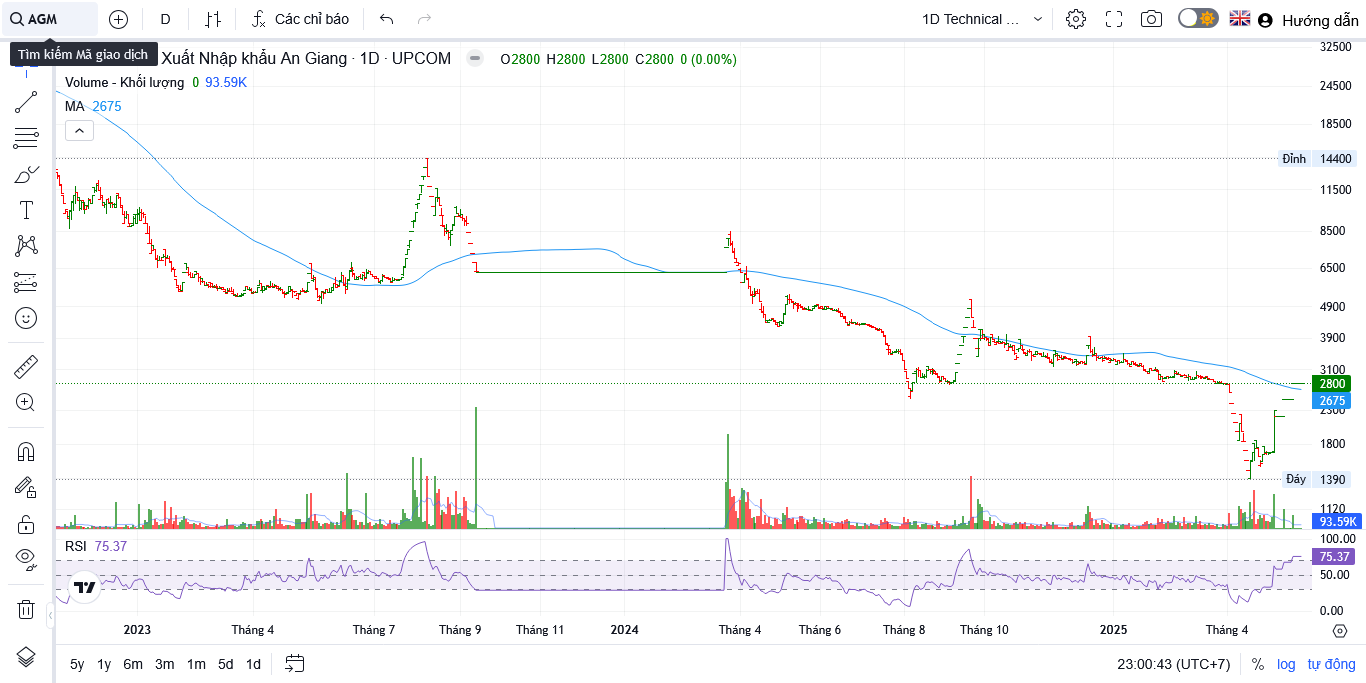 AGM
D
Các chỉ báo
1D Technical ...
Hướng dẫn
Tìm kiếm Mã giao dịch
Xuất Nhập khẩu An Giang · 1D · UPCOM
O2800 H2800 L2800 C2800 0 (0.00%)
Volume - Khối lượng 0 93.59K
MA 2675
32500
24500
18500
Đỉnh 14400
11500
8500
6500
4900
3900
3100
2800
2675
2300
1800
Đáy 1390
1120
93.59K
RSI 75.37
100.00
75.37
50.00
0.00
2023 Tháng 4 Tháng 7 Tháng 9 Tháng 11 2024 Tháng 4 Tháng 6 Tháng 8 Tháng 10 2025 Tháng 4
5y 1y 6m 3m 1m 5d 1d
23:00:43 (UTC+7) % log tự động